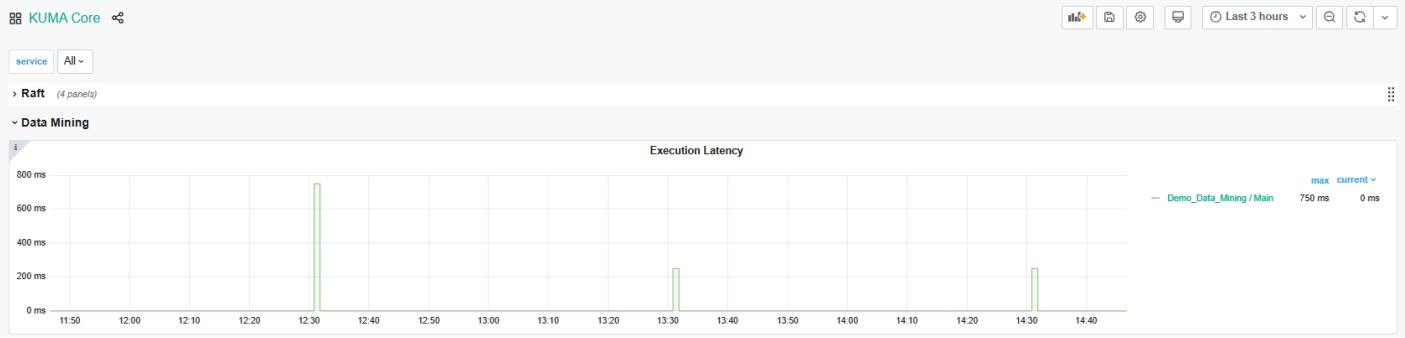 KUMA Core
Last 3 hours
service All
Raft (4 panels)
Data Mining
i
Execution Latency
800 ms
600 ms
400 ms
200 ms
0 ms
11:50 12:00 12:10 12:20 12:30 12:40 12:50 13:00 13:10 13:20 13:30 13:40 13:50 14:00 14:10 14:20 14:30 14:40
max current
Demo_Data_Mining / Main 750 ms 0 ms